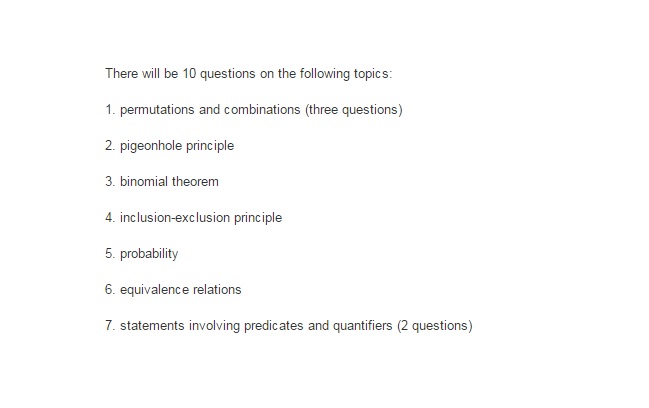 There will be 10 questions on the following topics:
1. permutations and combinations (three questions)
2. pigeonhole principle
3. binomial theorem
4. inclusion-exclusion principle
5. probability
6. equivalence relations
7. statements involving predicates and quantifiers (2 questions)